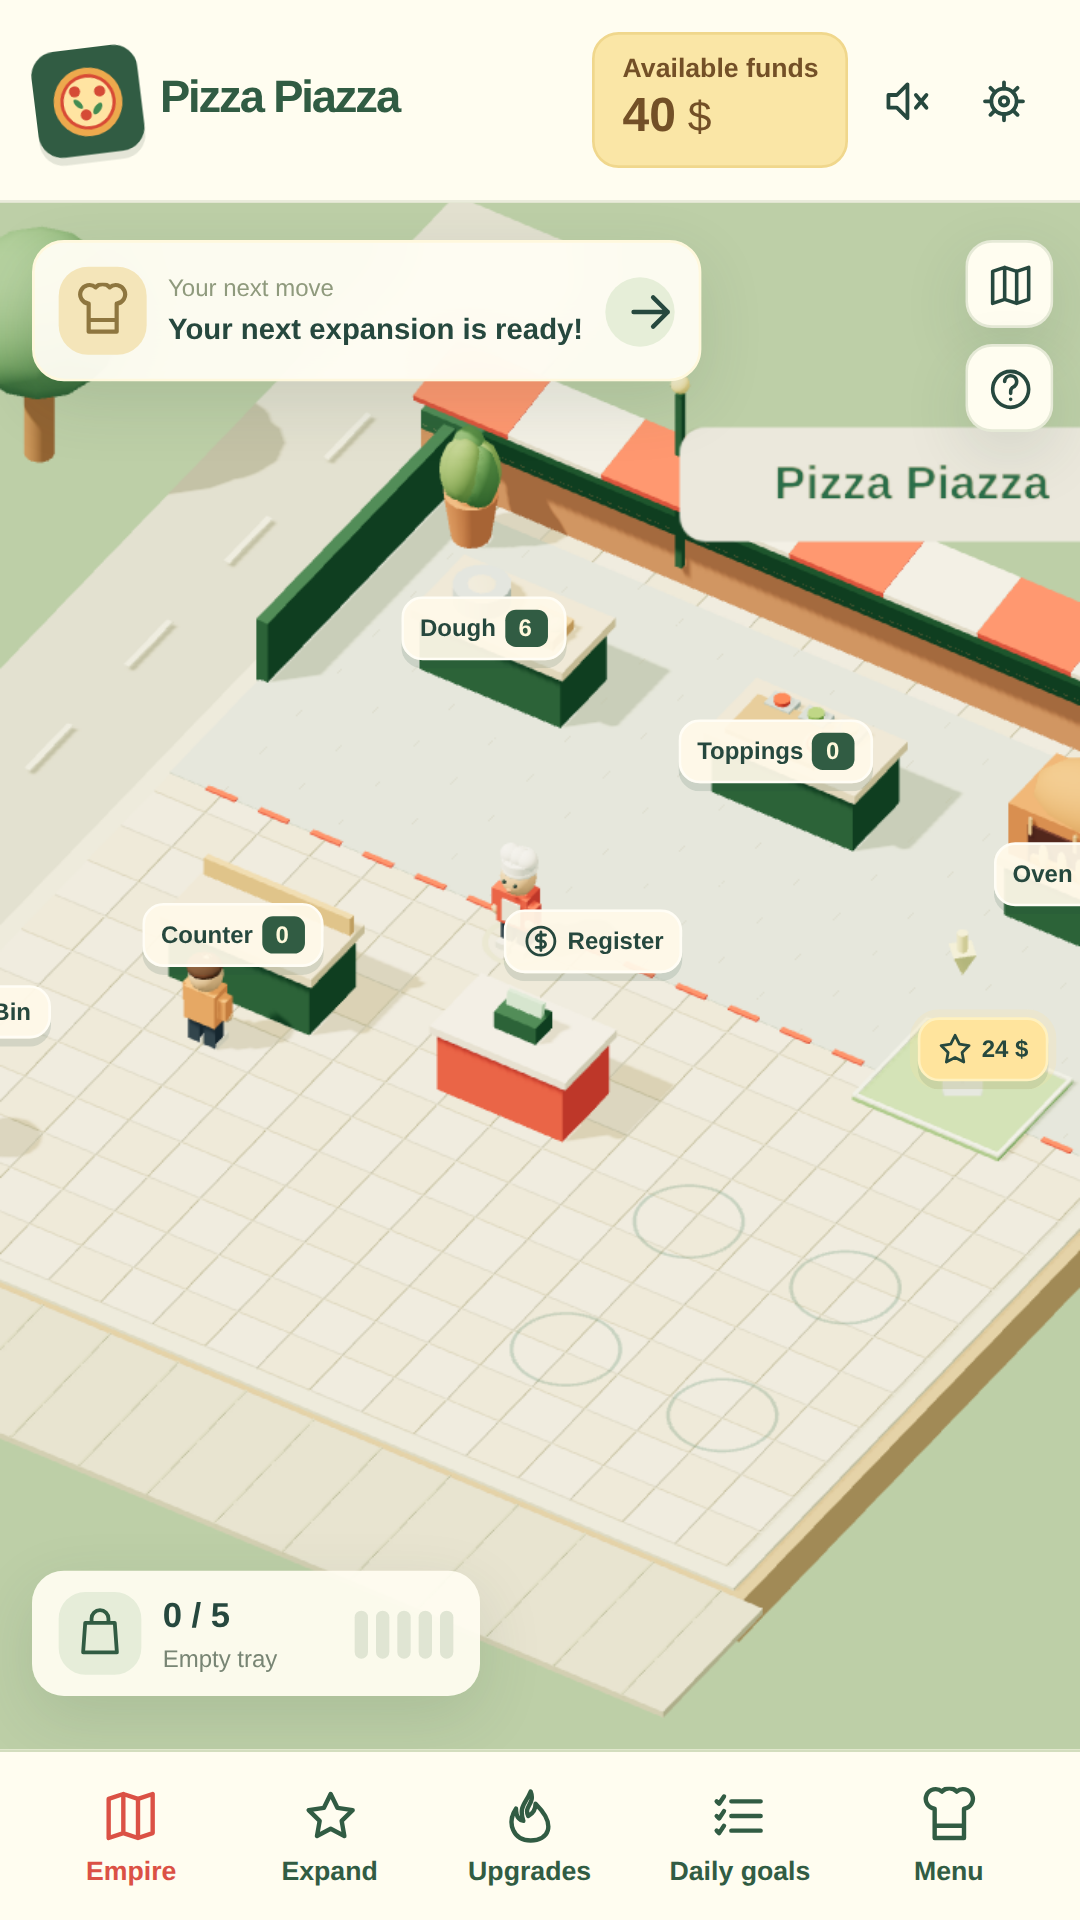 Pizza Piazza
Available funds
40 $
Your next move
Your next expansion is ready!
Pizza Piazza
Dough 6
Toppings 0
Oven
Counter 0
Register
Bin
24 $
0 / 5
Empty tray
Empire
Expand
Upgrades
Daily goals
Menu